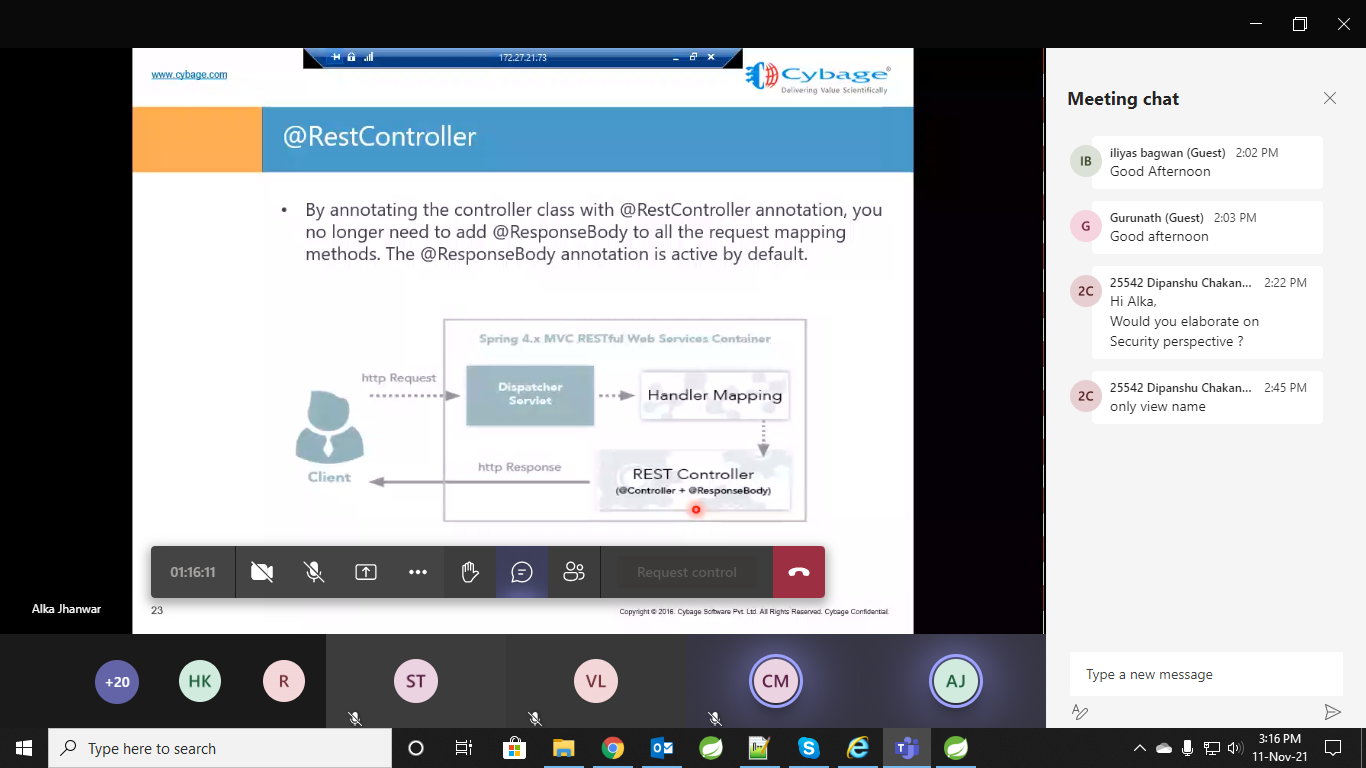 172.27.21.73
www.cybage.com
Cybage®
Delivering Value Scientifically
@RestController
• By annotating the controller class with @RestController annotation, you
no longer need to add @ResponseBody to all the request mapping
methods. The @ResponseBody annotation is active by default.
Spring 4.x MVC RESTful Web Services Container
http Request
Dispatcher
Servlet
Handler Mapping
Client
http Response
REST Controller
(@Controller + @ResponseBody)
01:16:11
Request control
Alka Jhanwar
23
Copyright © 2016. Cybage Software Pvt. Ltd. All Rights Reserved. Cybage Confidential.
+20
HK
R
ST
VL
CM
AJ
Meeting chat
IB
iliyas bagwan (Guest) 2:02 PM
Good Afternoon
G
Gurunath (Guest) 2:03 PM
Good afternoon
2C
25542 Dipanshu Chakan... 2:22 PM
Hi Alka,
Would you elaborate on
Security perspective ?
2C
25542 Dipanshu Chakan... 2:45 PM
only view name
Type a new message
Type here to search
3:16 PM
11-Nov-21